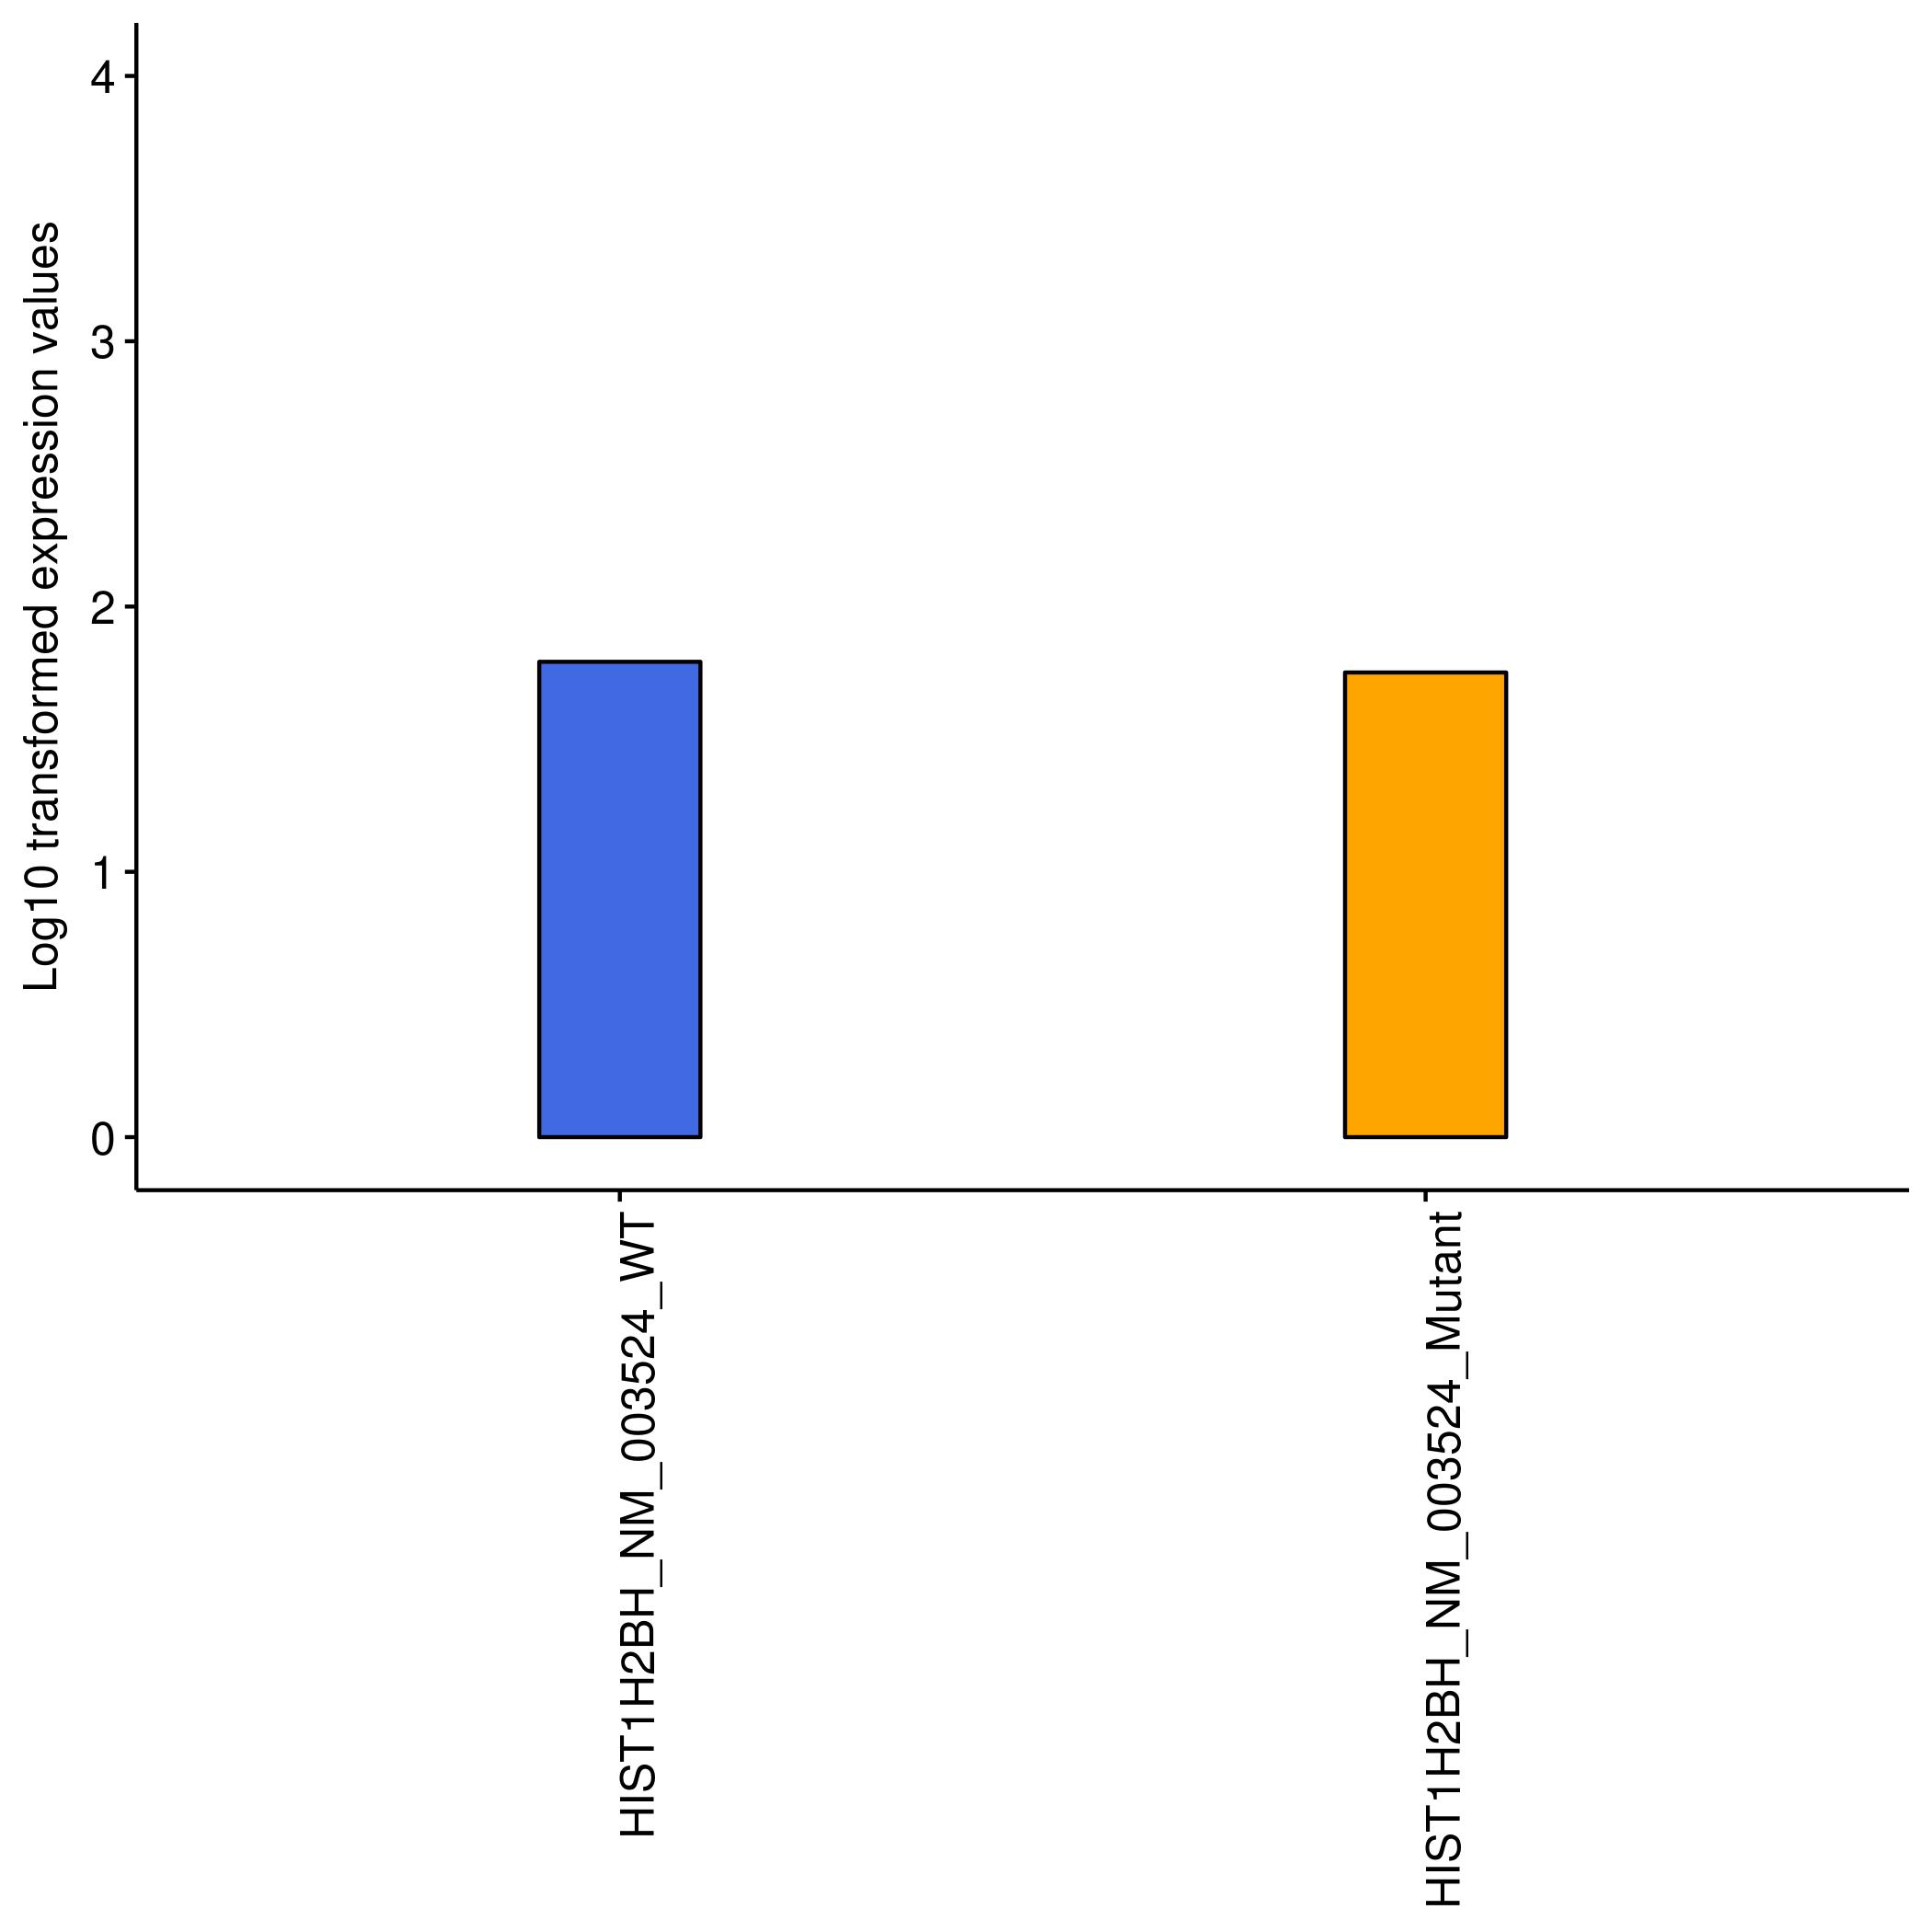 Log10 transformed expression values
4
3
2
1
0
HIST1H2BH_NM_003524_WT
HIST1H2BH_NM_003524_Mutant